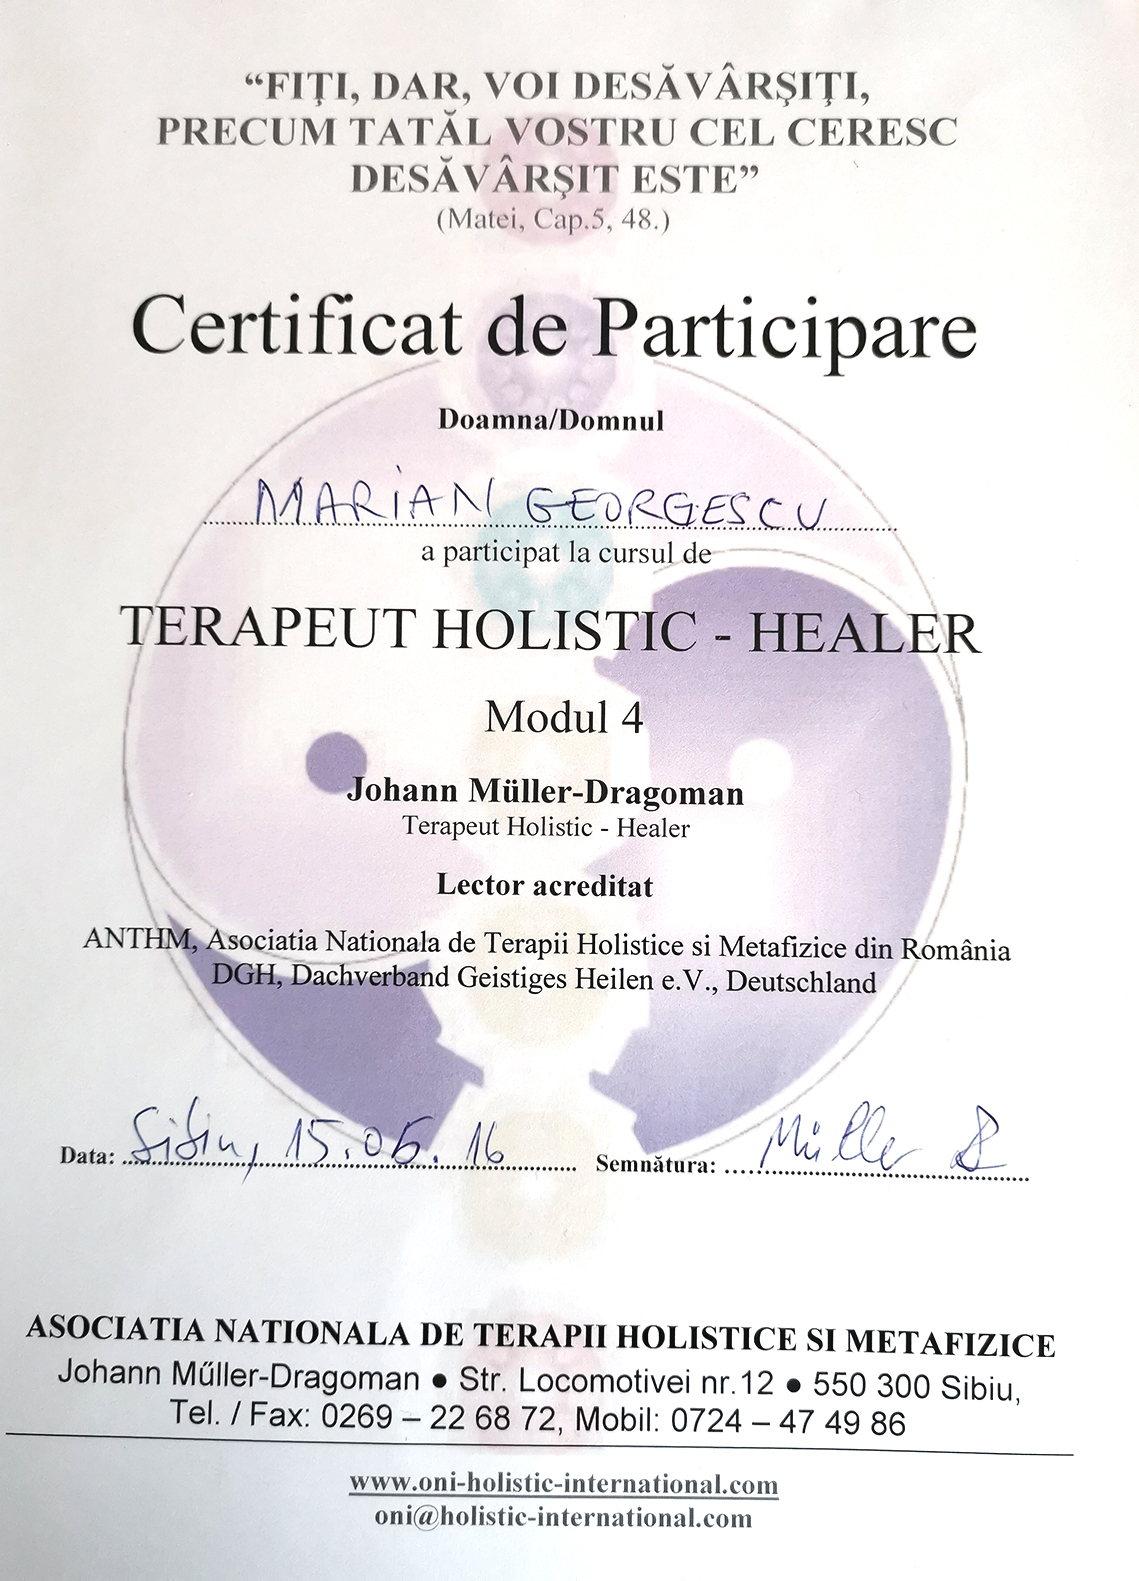 “FIŢI, DAR, VOI DESĂVÂRŞIŢI,
PRECUM TATĂL VOSTRU CEL CERESC
DESĂVÂRŞIT ESTE”
(Matei, Cap.5, 48.)
Certificat de Participare
Doamna/Domnul
MARiAN GEORGESCU
a participat la cursul de
TERAPEUT HOLISTIC - HEALER
Modul 4
Johann Müller-Dragoman
Terapeut Holistic - Healer
Lector acreditat
ANTHM, Asociatia Nationala de Terapii Holistice si Metafizice din România
DGH, Dachverband Geistiges Heilen e.V., Deutschland
Data: Sibiu, 15.05.16 Semnătura: Müller D
ASOCIATIA NATIONALA DE TERAPII HOLISTICE SI METAFIZICE
Johann Műller-Dragoman ● Str. Locomotivei nr.12 ● 550 300 Sibiu,
Tel. / Fax: 0269 – 22 68 72, Mobil: 0724 – 47 49 86
www.oni-holistic-international.com
oni@holistic-international.com